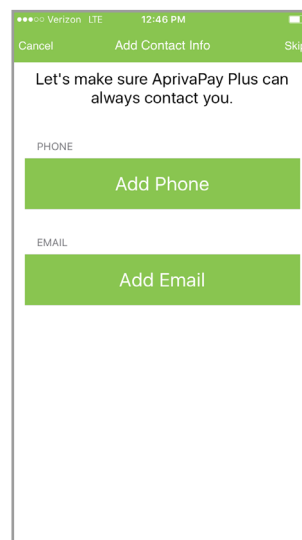 Verizon LTE 12:46 PM
Cancel Add Contact Info
Let's make sure AprivaPay Plus can
always contact you.
PHONE
Add Phone
EMAIL
Add Email